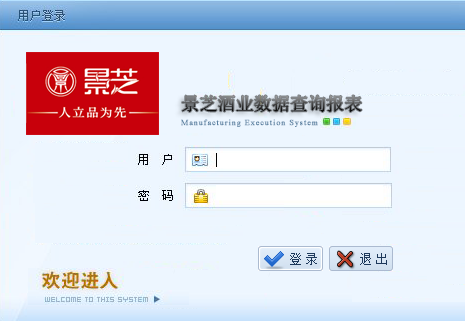 用户登录
景芝
人立品为先
景芝酒业数据查询报表
Manufacturing Execution System
用 户
密 码
登 录 退 出
欢迎进入
WELCOME TO THIS SYSTEM